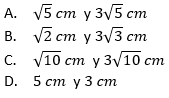 A. √5 cm y 3√5 cm
B. √2 cm y 3√3 cm
C. √10 cm y 3√10 cm
D. 5 cm y 3 cm